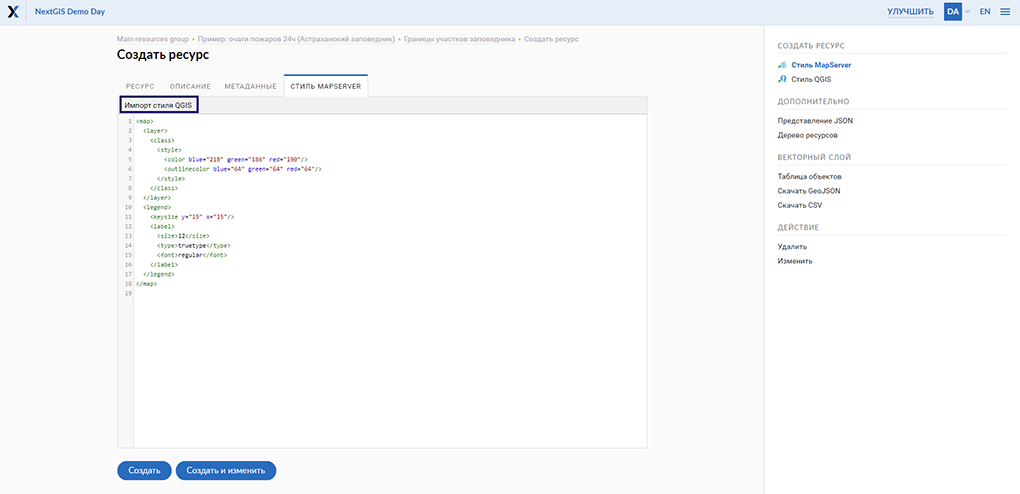 X NextGIS Demo Day УЛУЧШИТЬ DA EN
Main resources group • Пример: очаги пожаров 24ч (Астраханский заповедник) • Границы участков заповедника • Создать ресурс
Создать ресурс
РЕСУРС ОПИСАНИЕ МЕТАДАННЫЕ СТИЛЬ MAPSERVER
Импорт стиля QGIS
1 <map>
2 <layer>
3 <class>
4 <style>
5 <color blue="218" green="186" red="190"/>
6 <outlinecolor blue="64" green="64" red="64"/>
7 </style>
8 </class>
9 </layer>
10 <legend>
11 <keysize y="15" x="15"/>
12 <label>
13 <size>12</size>
14 <type>truetype</type>
15 <font>regular</font>
16 </label>
17 </legend>
18 </map>
19
Создать Создать и изменить
СОЗДАТЬ РЕСУРС
Стиль MapServer
Стиль QGIS
ДОПОЛНИТЕЛЬНО
Представление JSON
Дерево ресурсов
ВЕКТОРНЫЙ СЛОЙ
Таблица объектов
Скачать GeoJSON
Скачать CSV
ДЕЙСТВИЕ
Удалить
Изменить